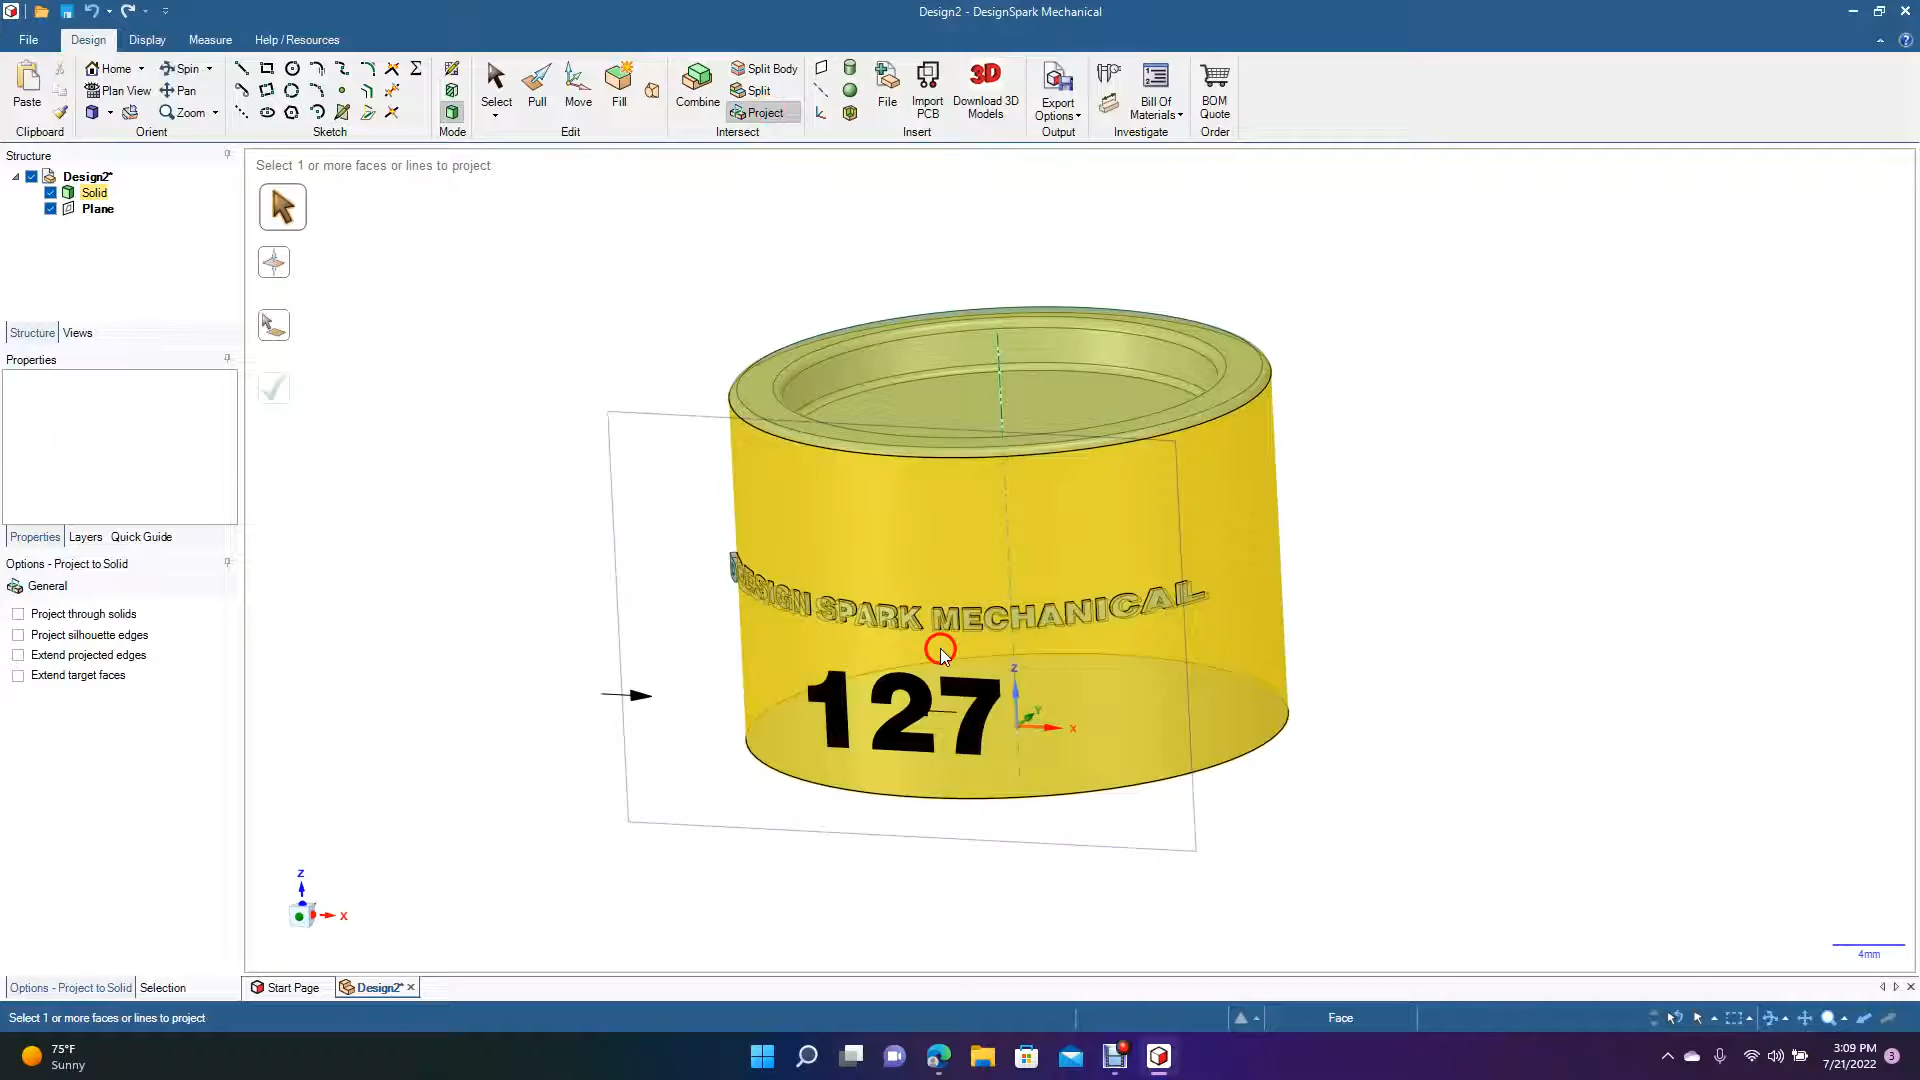 Design2 - DesignSpark Mechanical
File Design Display Measure Help / Resources
Paste
Clipboard
Home Spin
Plan View Pan
Zoom
Orient
Sketch
Mode
Select Pull Move Fill
Edit
Combine
Split Body
Split
Project
Intersect
File
Import PCB
Download 3D Models
3D
Insert
Export Options
Output
Bill Of Materials
Investigate
BOM Quote
Order
Structure
Design2*
Solid
Plane
Structure Views
Properties
Properties Layers Quick Guide
Options - Project to Solid
General
Project through solids
Project silhouette edges
Extend projected edges
Extend target faces
Select 1 or more faces or lines to project
DESIGN SPARK MECHANICAL
127
Z
Y
X
Z
X
4mm
Options - Project to Solid Selection
Start Page Design2*
Select 1 or more faces or lines to project
Face
75°F
Sunny
3:09 PM
7/21/2022
3